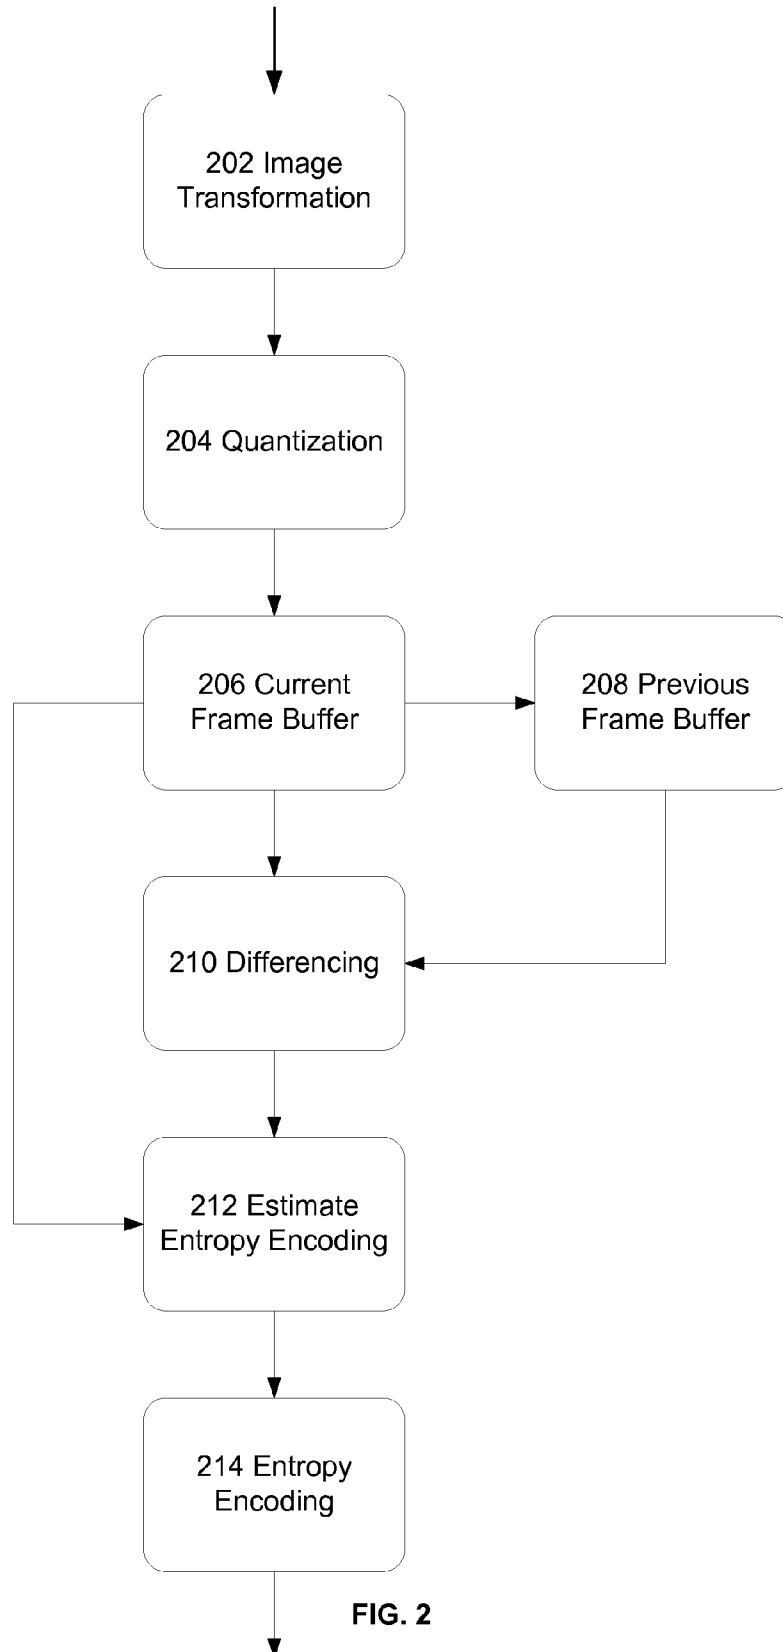 202 Image
Transformation
204 Quantization
206 Current
Frame Buffer
208 Previous
Frame Buffer
210 Differencing
212 Estimate
Entropy Encoding
214 Entropy
Encoding
FIG. 2